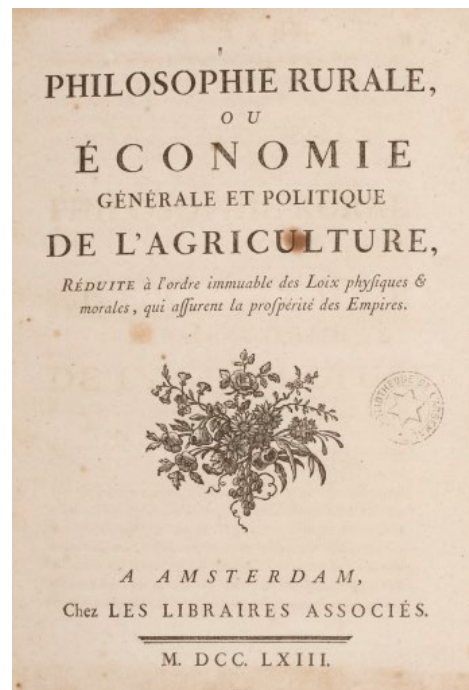 PHILOSOPHIE RURALE,
OU
ÉCONOMIE
GÉNÉRALE ET POLITIQUE
DE L'AGRICULTURE,
RÉDUITE à l'ordre immuable des Loix phyſiques &
morales, qui aſſurent la proſpérité des Empires.
A AMSTERDAM,
Chez LES LIBRAIRES ASSOCIÉS.
M. DCC. LXIII.